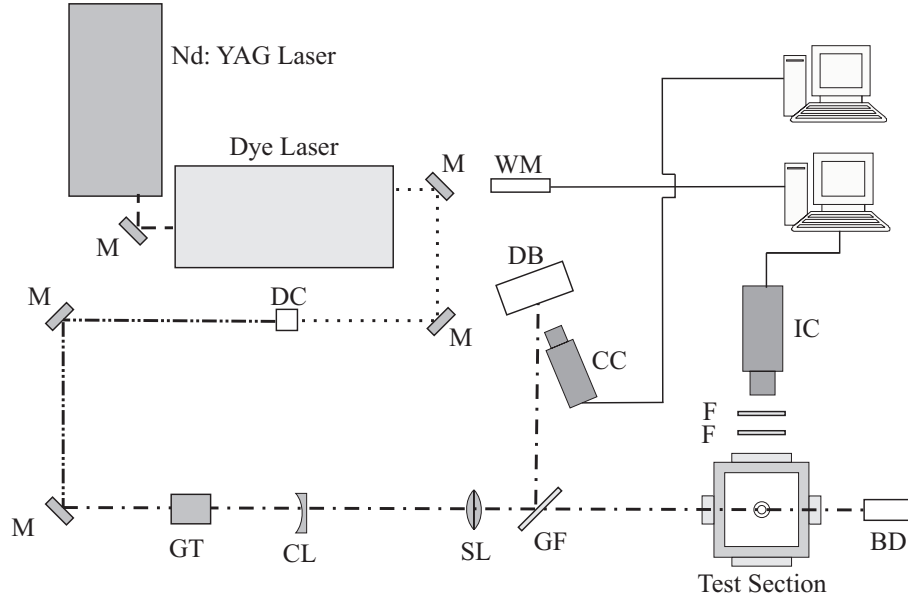 Nd: YAG Laser
Dye Laser
M
WM
M
DB
M
DC
M
IC
CC
F
F
M
GT
CL
SL
GF
BD
Test Section